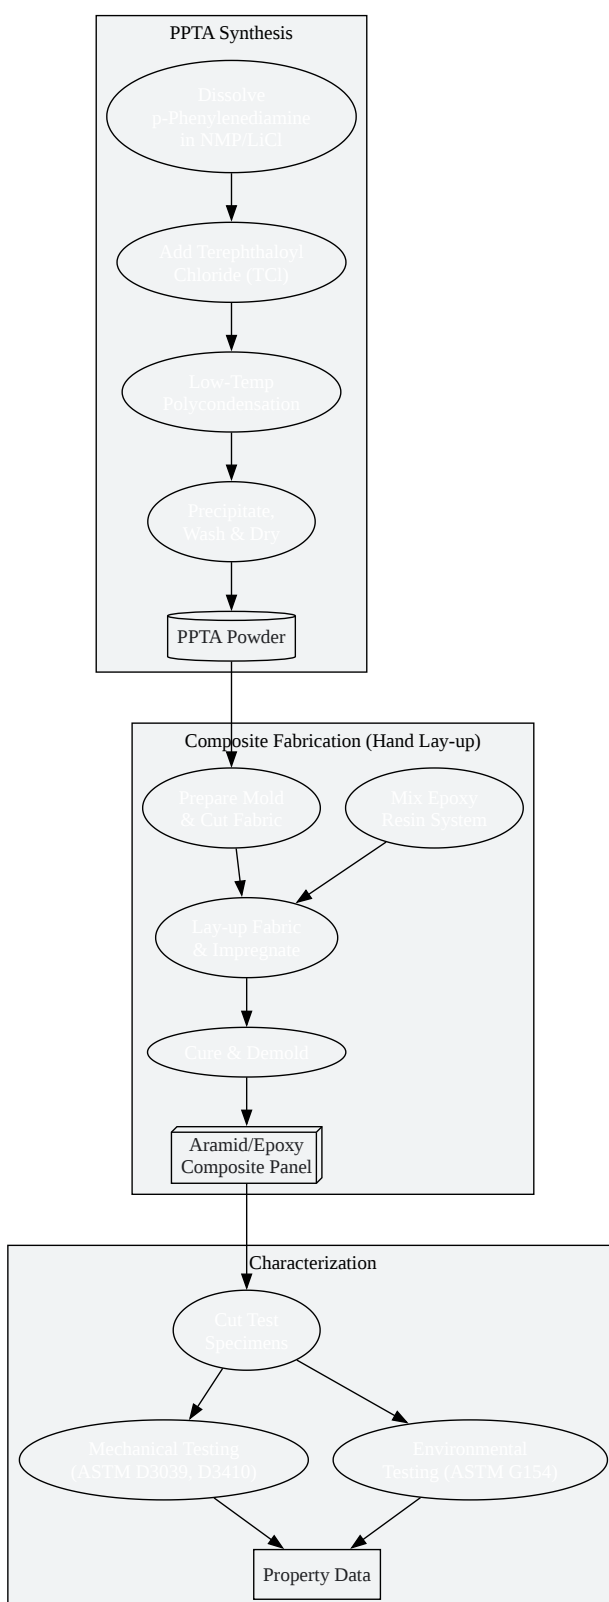 PPTA Synthesis
Dissolve
p-Phenylenediamine
in NMP/LiCl
Add Terephthaloyl
Chloride (TCl)
Low-Temp
Polycondensation
Precipitate,
Wash & Dry
PPTA Powder
Composite Fabrication (Hand Lay-up)
Prepare Mold
& Cut Fabric
Mix Epoxy
Resin System
Lay-up Fabric
& Impregnate
Cure & Demold
Aramid/Epoxy
Composite Panel
Characterization
Cut Test
Specimens
Mechanical Testing
(ASTM D3039, D3410)
Environmental
Testing (ASTM G154)
Property Data